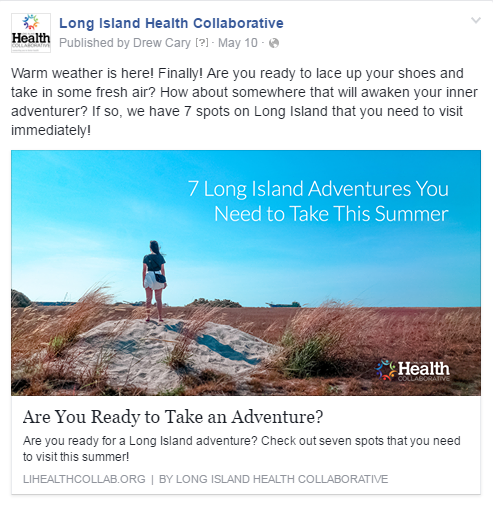 Health
COLLABORATIVE
Long Island Health Collaborative
Published by Drew Cary [?] · May 10 ·
Warm weather is here! Finally! Are you ready to lace up your shoes and
take in some fresh air? How about somewhere that will awaken your inner
adventurer? If so, we have 7 spots on Long Island that you need to visit
immediately!
7 Long Island Adventures You
Need to Take This Summer
Health
COLLABORATIVE
Are You Ready to Take an Adventure?
Are you ready for a Long Island adventure? Check out seven spots that you need
to visit this summer!
LIHEALTHCOLLAB.ORG | BY LONG ISLAND HEALTH COLLABORATIVE